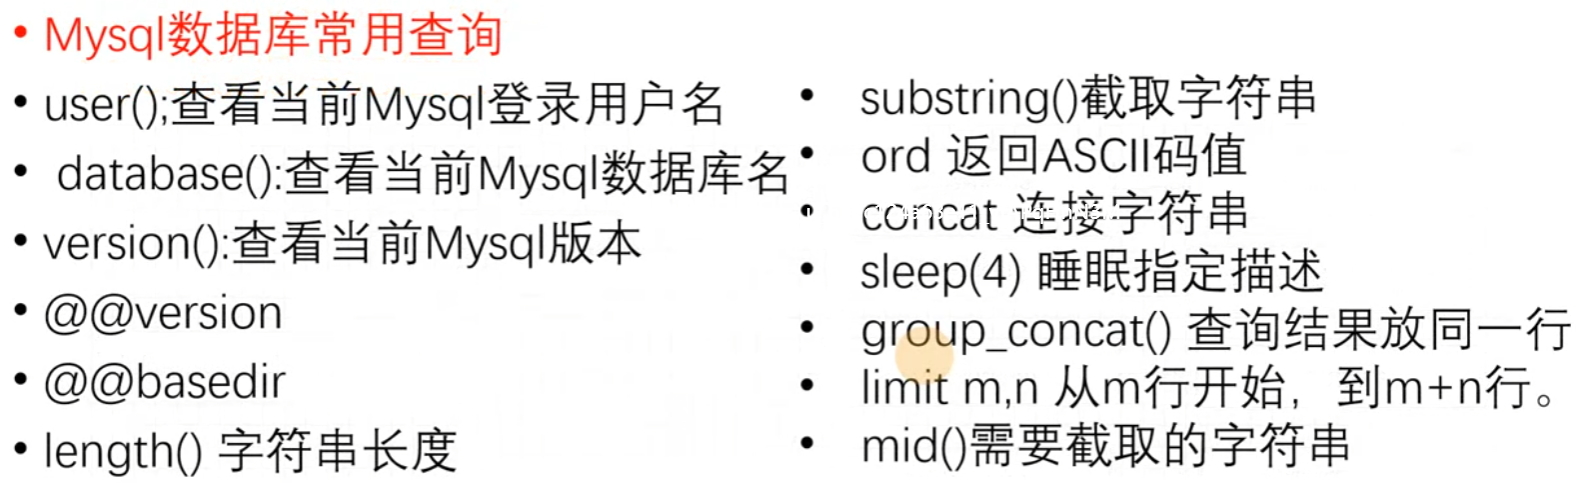 • Mysql数据库常用查询
• user();查看当前Mysql登录用户名
• database():查看当前Mysql数据库名
• version():查看当前Mysql版本
• @@version
• @@basedir
• length() 字符串长度
• substring()截取字符串
• ord 返回ASCII码值
• concat 连接字符串
• sleep(4) 睡眠指定描述
• group_concat() 查询结果放同一行
• limit m,n 从m行开始，到m+n行。
• mid()需要截取的字符串